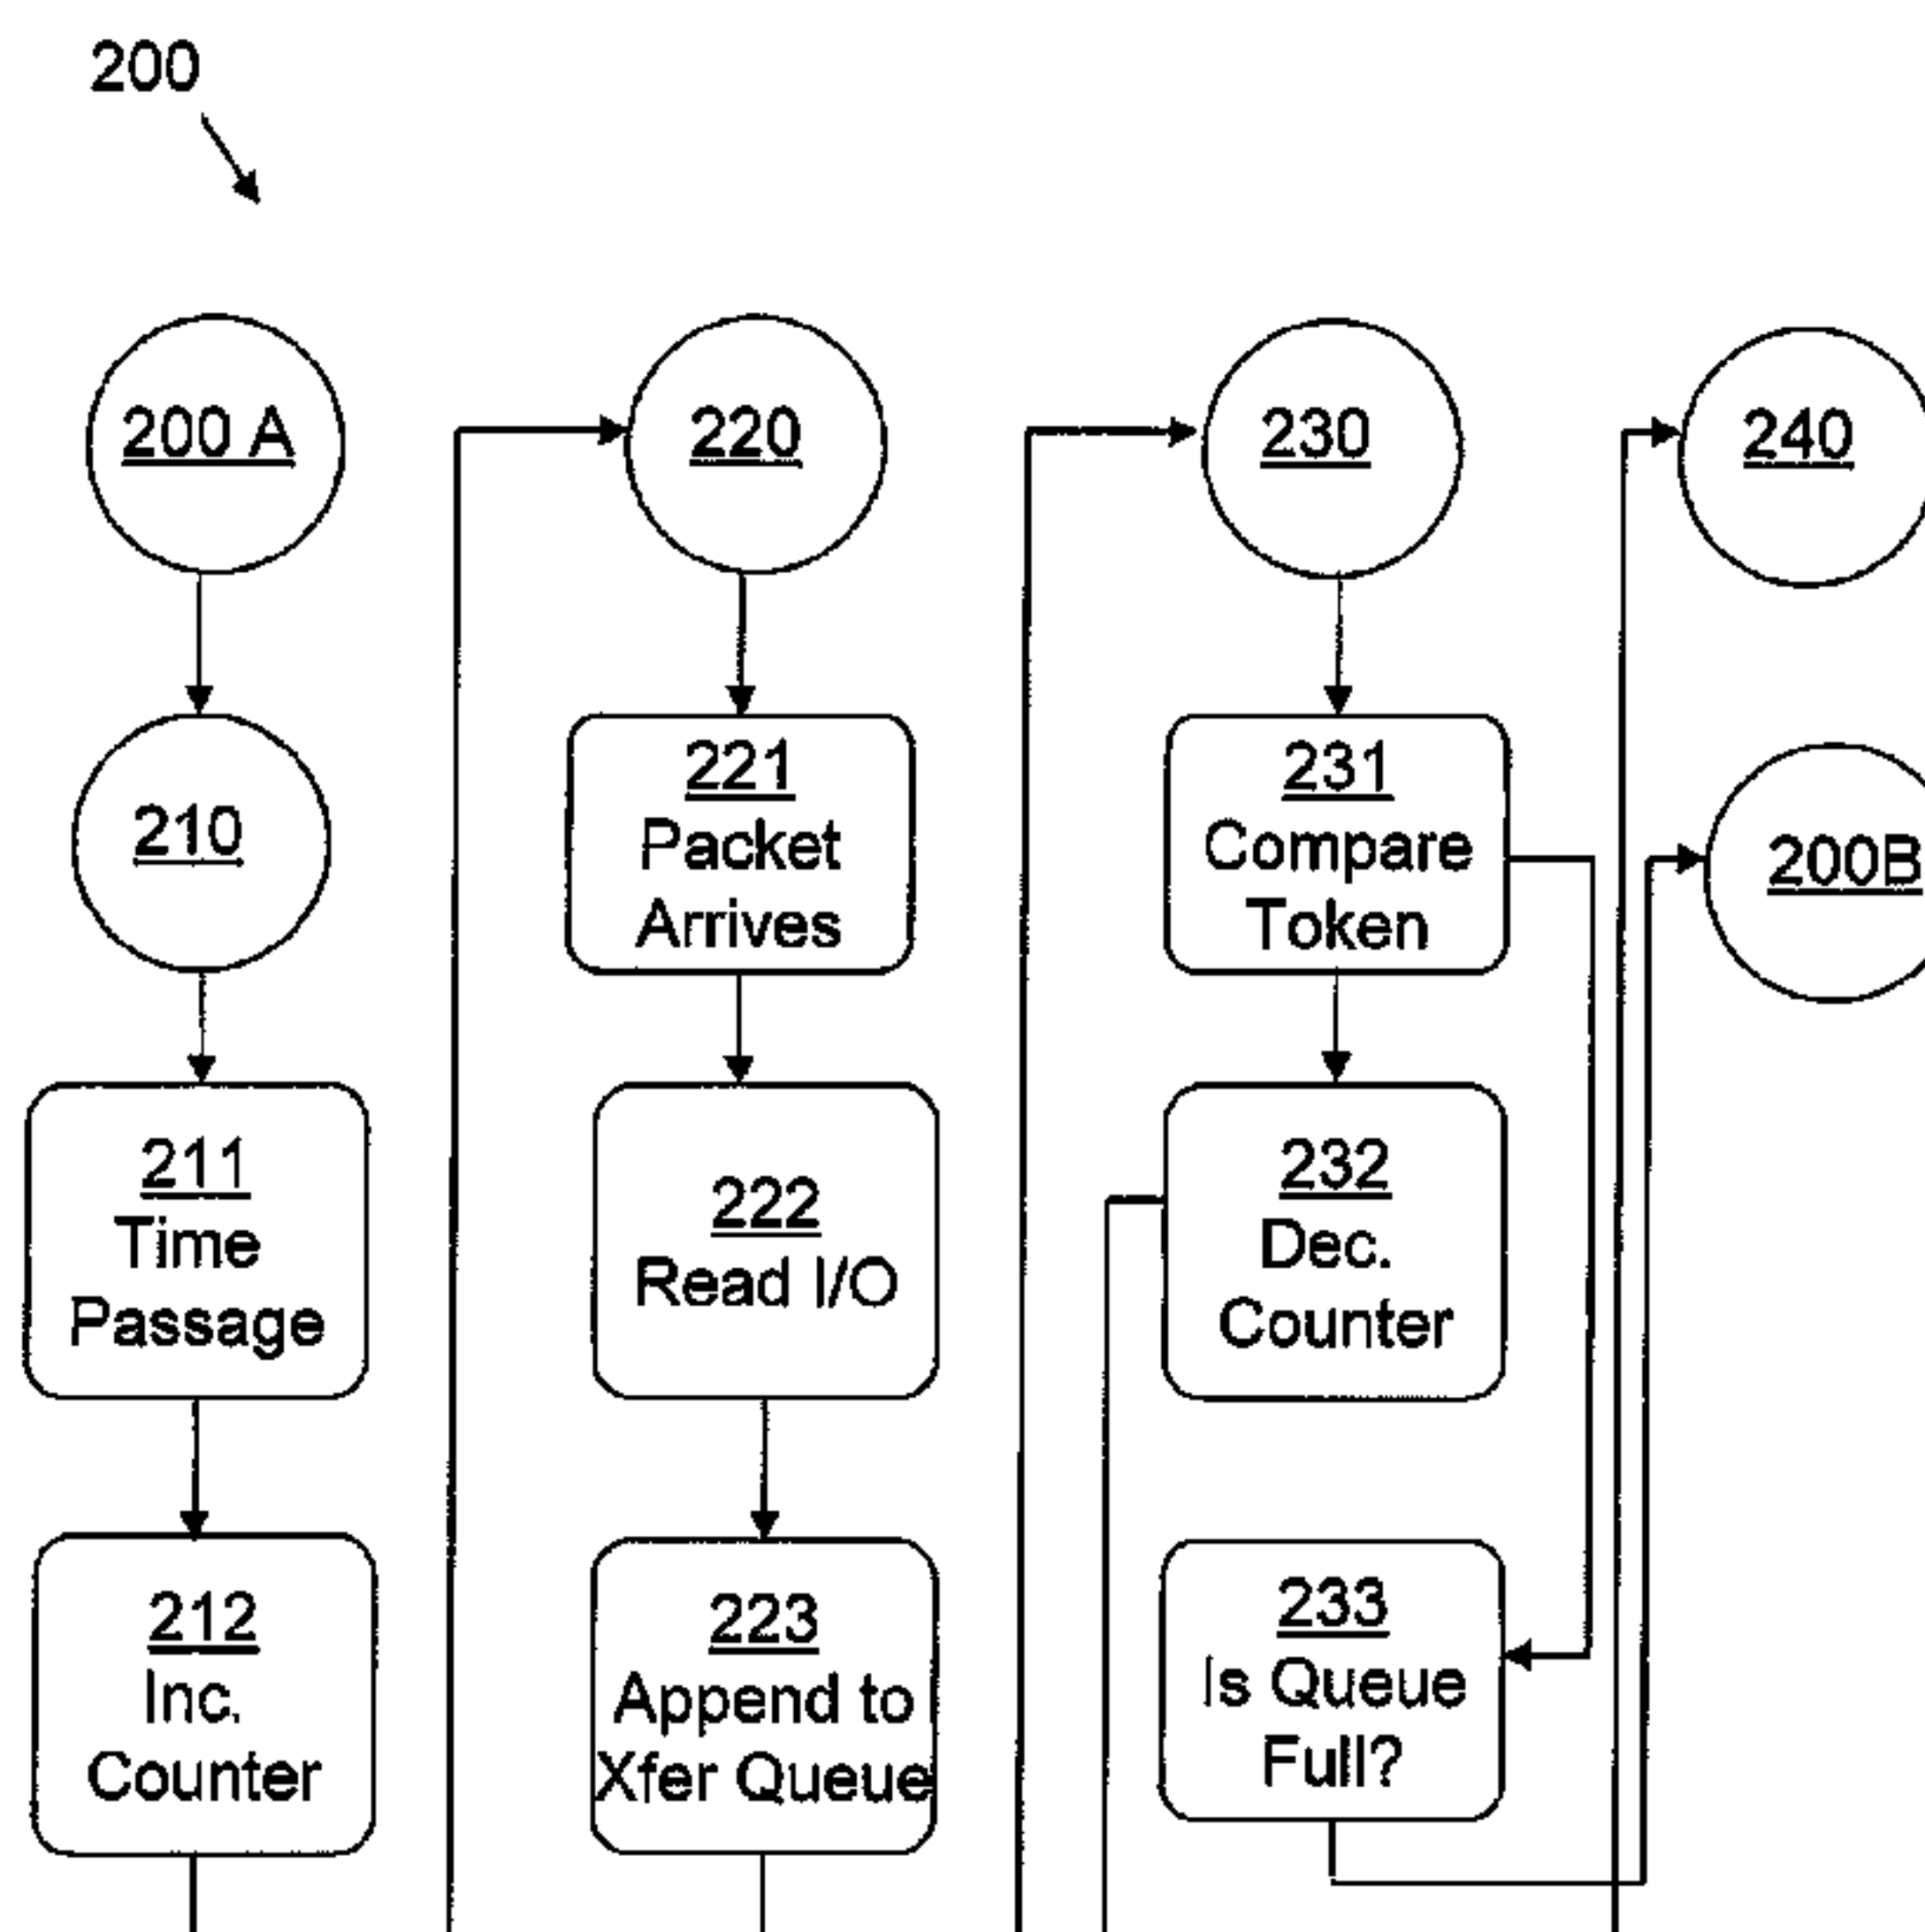 200
200 A
210
211
Time
Passage
212
Inc.
Counter
220
221
Packet
Arrives
222
Read I/O
223
Append to
Xfer Queue
230
231
Compare
Token
232
Dec.
Counter
233
Is Queue
Full?
240
200B